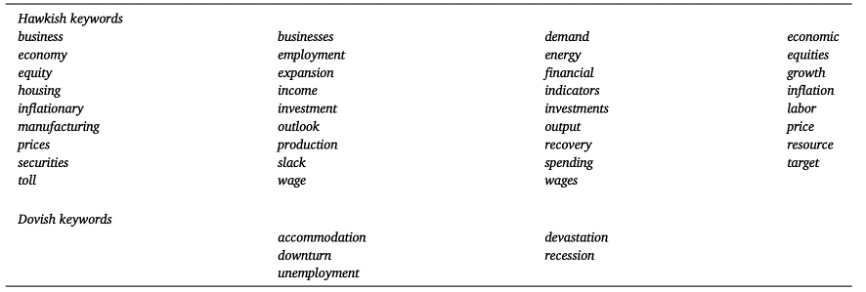 Hawkish keywords
business businesses demand economic
economy employment energy equities
equity expansion financial growth
housing income indicators inflation
inflationary investment investments labor
manufacturing outlook output price
prices production recovery resource
securities slack spending target
toll wage wages
Dovish keywords
accommodation devastation
downturn recession
unemployment